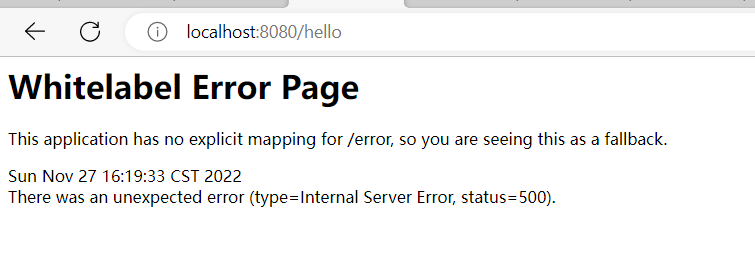 localhost:8080/hello
Whitelabel Error Page
This application has no explicit mapping for /error, so you are seeing this as a fallback.
Sun Nov 27 16:19:33 CST 2022
There was an unexpected error (type=Internal Server Error, status=500).